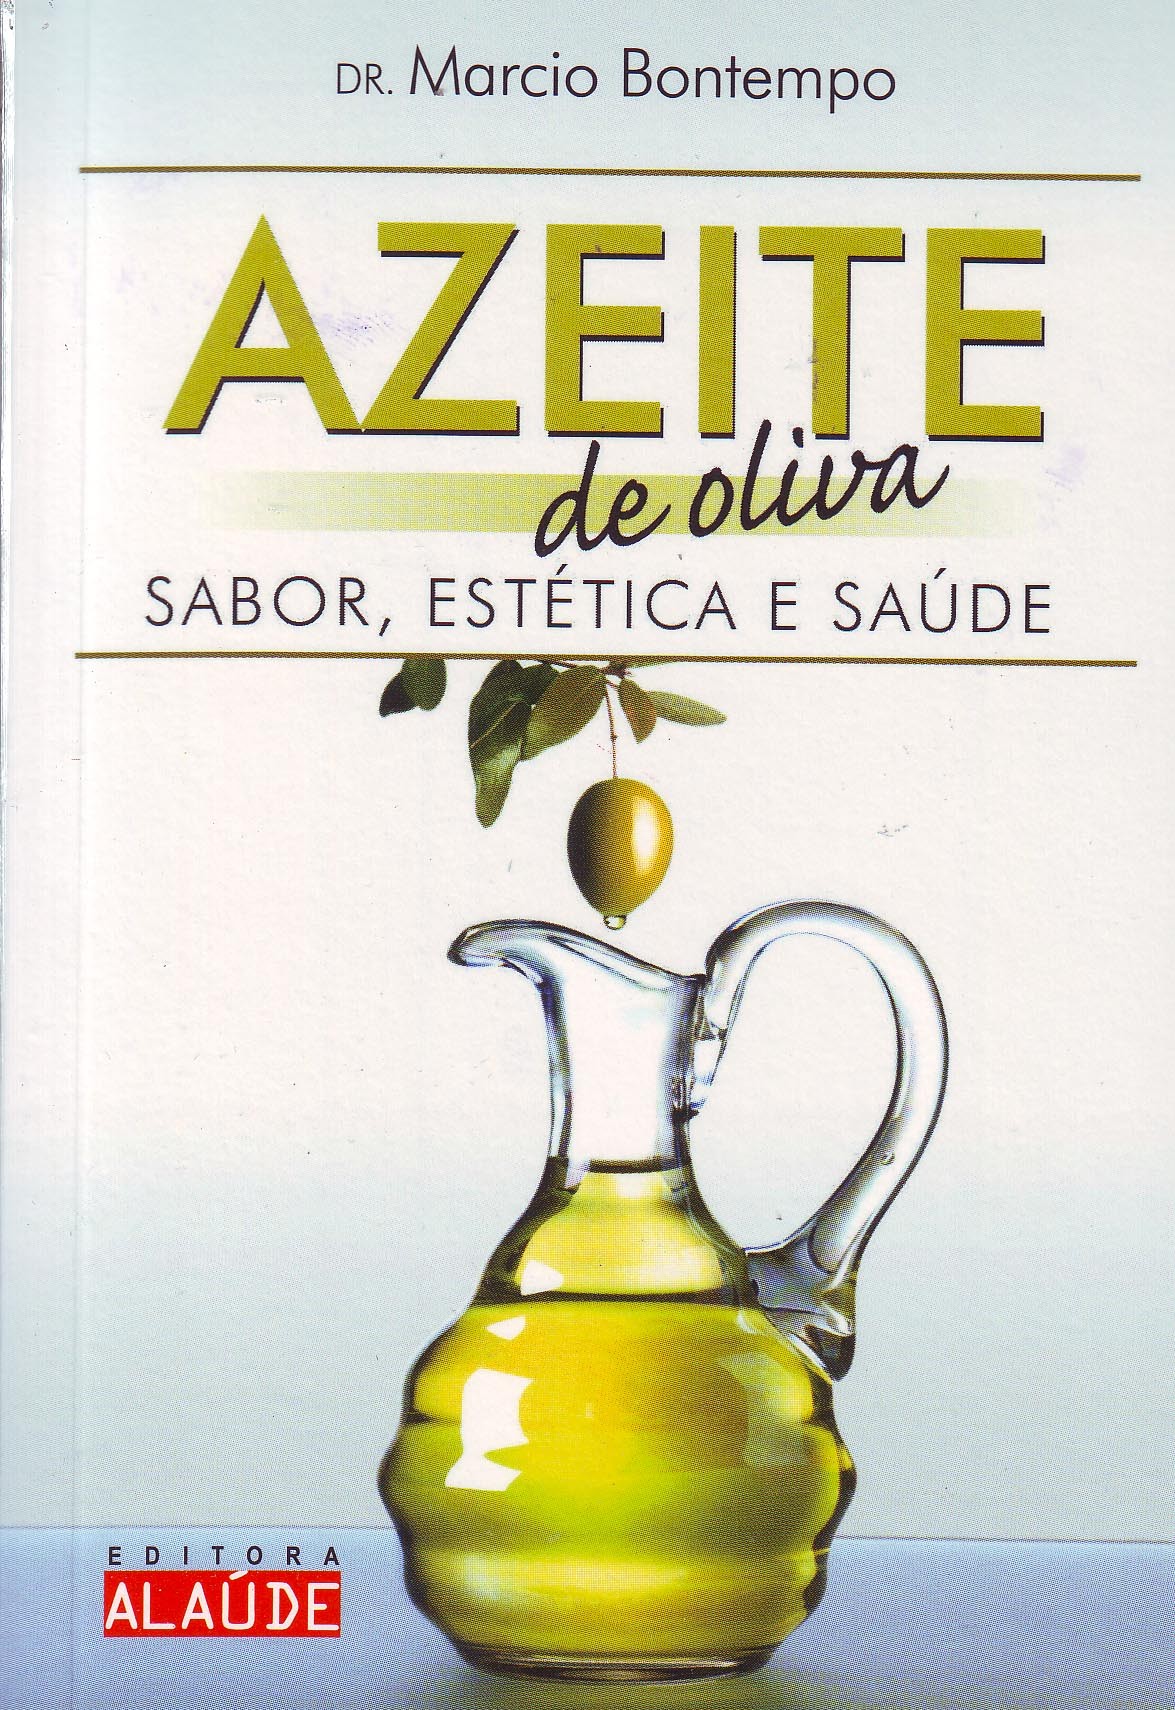 DR. Marcio Bontempo
AZEITE
de oliva
SABOR, ESTÉTICA E SAÚDE
EDITORA
ALAÚDE